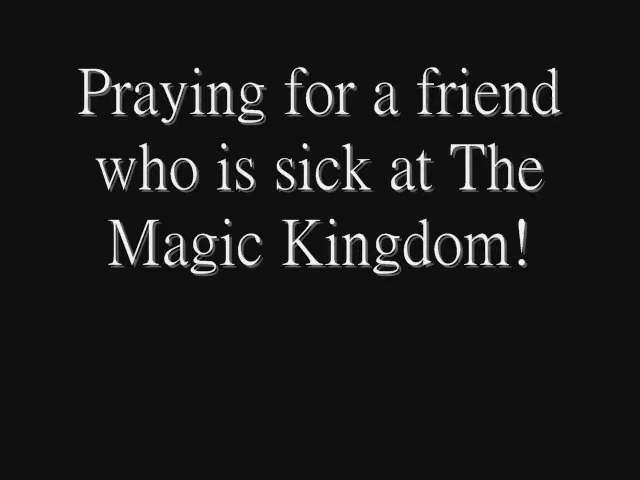 Praying for a friend
who is sick at The
Magic Kingdom!